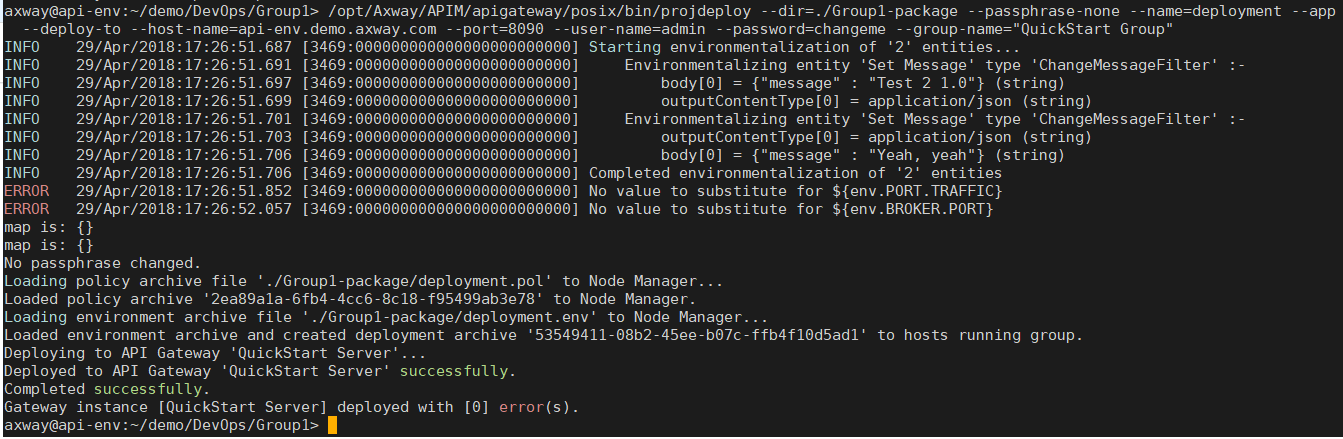 axway@api-env:~/demo/DevOps/Group1> /opt/Axway/APIM/apigateway/posix/bin/projdeploy --dir=./Group1-package --passphrase-none --name=deployment --app
--deploy-to --host-name=api-env.demo.axway.com --port=8090 --user-name=admin --password=changeme --group-name="QuickStart Group"
INFO 29/Apr/2018:17:26:51.687 [3469:000000000000000000000000] Starting environmentalization of '2' entities...
INFO 29/Apr/2018:17:26:51.691 [3469:000000000000000000000000] Environmentalizing entity 'Set Message' type 'ChangeMessageFilter' :-
INFO 29/Apr/2018:17:26:51.697 [3469:000000000000000000000000] body[0] = {"message" : "Test 2 1.0"} (string)
INFO 29/Apr/2018:17:26:51.699 [3469:000000000000000000000000] outputContentType[0] = application/json (string)
INFO 29/Apr/2018:17:26:51.701 [3469:000000000000000000000000] Environmentalizing entity 'Set Message' type 'ChangeMessageFilter' :-
INFO 29/Apr/2018:17:26:51.703 [3469:000000000000000000000000] outputContentType[0] = application/json (string)
INFO 29/Apr/2018:17:26:51.706 [3469:000000000000000000000000] body[0] = {"message" : "Yeah, yeah"} (string)
INFO 29/Apr/2018:17:26:51.706 [3469:000000000000000000000000] Completed environmentalization of '2' entities
ERROR 29/Apr/2018:17:26:51.852 [3469:000000000000000000000000] No value to substitute for ${env.PORT.TRAFFIC}
ERROR 29/Apr/2018:17:26:52.057 [3469:000000000000000000000000] No value to substitute for ${env.BROKER.PORT}
map is: {}
map is: {}
No passphrase changed.
Loading policy archive file './Group1-package/deployment.pol' to Node Manager...
Loaded policy archive '2ea89a1a-6fb4-4cc6-8c18-f95499ab3e78' to Node Manager.
Loading environment archive file './Group1-package/deployment.env' to Node Manager...
Loaded environment archive and created deployment archive '53549411-08b2-45ee-b07c-ffb4f10d5ad1' to hosts running group.
Deploying to API Gateway 'QuickStart Server'...
Deployed to API Gateway 'QuickStart Server' successfully.
Completed successfully.
Gateway instance [QuickStart Server] deployed with [0] error(s).
axway@api-env:~/demo/DevOps/Group1>